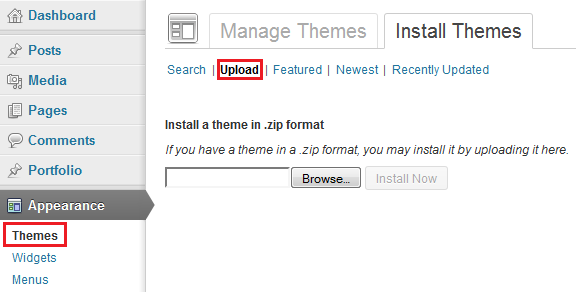 Dashboard
Posts
Media
Pages
Comments
Portfolio
Appearance
Themes
Widgets
Menus
Manage Themes Install Themes
Search | Upload | Featured | Newest | Recently Updated
Install a theme in .zip format
If you have a theme in a .zip format, you may install it by uploading it here.
Browse... Install Now